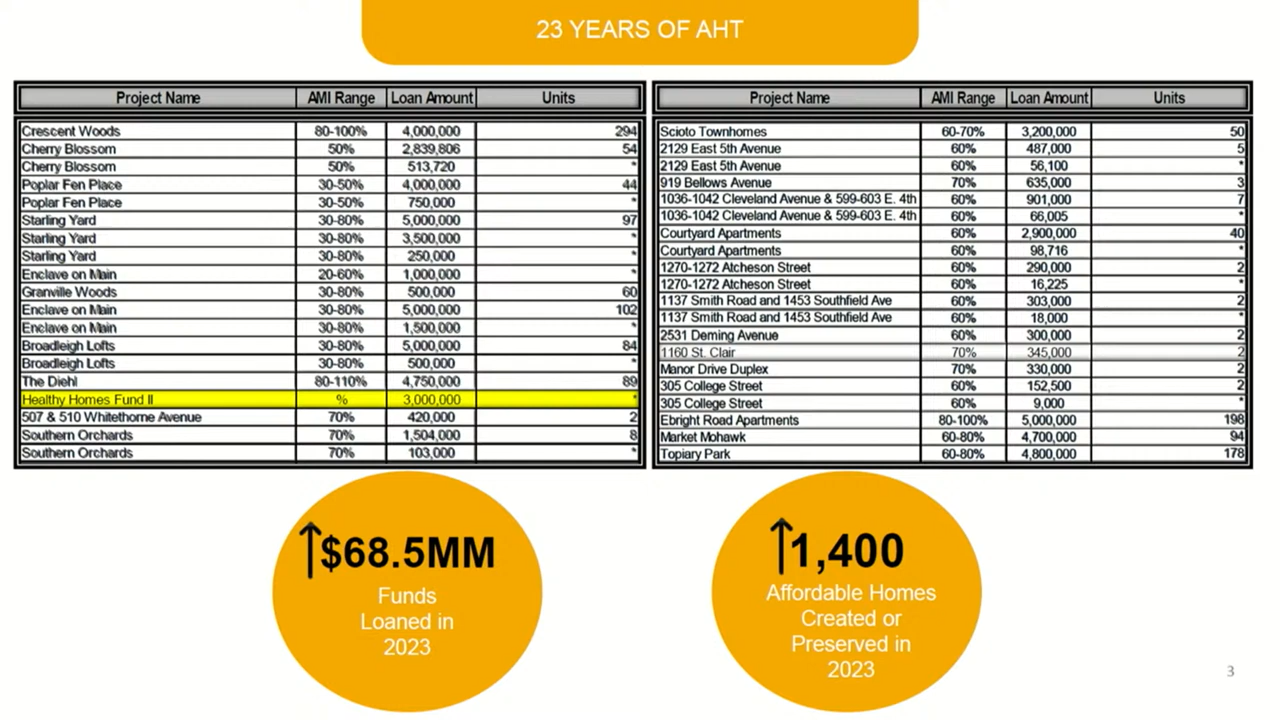 23 YEARS OF AHT
Project Name AMI Range Loan Amount Units
Crescent Woods 80-100% 4,000,000 294
Cherry Blossom 50% 2,839,806 54
Cherry Blossom 50% 513,720 *
Poplar Fen Place 30-50% 4,000,000 44
Poplar Fen Place 30-50% 750,000 *
Starling Yard 30-80% 5,000,000 97
Starling Yard 30-80% 3,500,000 *
Starling Yard 30-80% 250,000 *
Enclave on Main 20-60% 1,000,000 *
Granville Woods 30-80% 500,000 60
Enclave on Main 30-80% 5,000,000 102
Enclave on Main 30-80% 1,500,000 *
Broadleigh Lofts 30-80% 5,000,000 84
Broadleigh Lofts 30-80% 500,000 *
The Diehl 80-110% 4,750,000 89
Healthy Homes Fund II % 3,000,000 *
507 & 510 Whitethorne Avenue 70% 420,000 2
Southern Orchards 70% 1,504,000 8
Southern Orchards 70% 103,000 *
Project Name AMI Range Loan Amount Units
Scioto Townhomes 60-70% 3,200,000 50
2129 East 5th Avenue 60% 487,000 5
2129 East 5th Avenue 60% 56,100 *
919 Bellows Avenue 70% 635,000 3
1036-1042 Cleveland Avenue & 599-603 E. 4th 60% 901,000 7
1036-1042 Cleveland Avenue & 599-603 E. 4th 60% 66,005 *
Courtyard Apartments 60% 2,900,000 40
Courtyard Apartments 60% 98,716 *
1270-1272 Atcheson Street 60% 290,000 2
1270-1272 Atcheson Street 60% 16,225 *
1137 Smith Road and 1453 Southfield Ave 60% 303,000 2
1137 Smith Road and 1453 Southfield Ave 60% 18,000 *
2531 Deming Avenue 60% 300,000 2
1160 St. Clair 70% 345,000 2
Manor Drive Duplex 70% 330,000 2
305 College Street 60% 152,500 2
305 College Street 60% 9,000 *
Ebright Road Apartments 80-100% 5,000,000 198
Market Mohawk 60-80% 4,700,000 94
Topiary Park 60-80% 4,800,000 178
↑$68.5MM
Funds
Loaned in
2023
↑1,400
Affordable Homes
Created or
Preserved in
2023
3